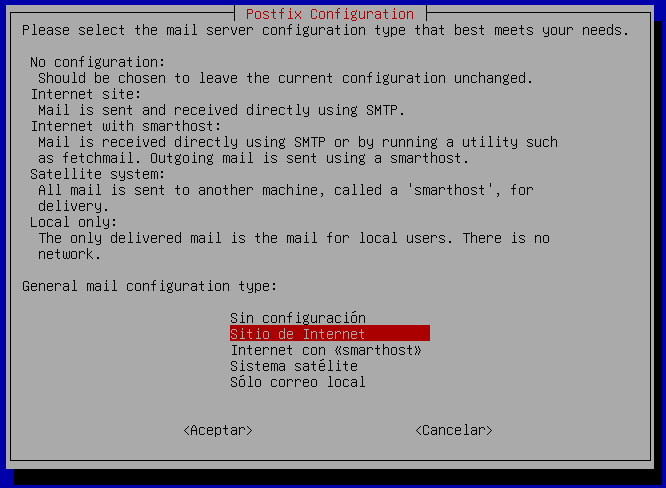 Postfix Configuration
Please select the mail server configuration type that best meets your needs.
No configuration:
Should be chosen to leave the current configuration unchanged.
Internet site:
Mail is sent and received directly using SMTP.
Internet with smarthost:
Mail is received directly using SMTP or by running a utility such
as fetchmail. Outgoing mail is sent using a smarthost.
Satellite system:
All mail is sent to another machine, called a 'smarthost', for
delivery.
Local only:
The only delivered mail is the mail for local users. There is no
network.
General mail configuration type:
Sin configuración
Sitio de Internet
Internet con «smarthost»
Sistema satélite
Sólo correo local
<Aceptar> <Cancelar>